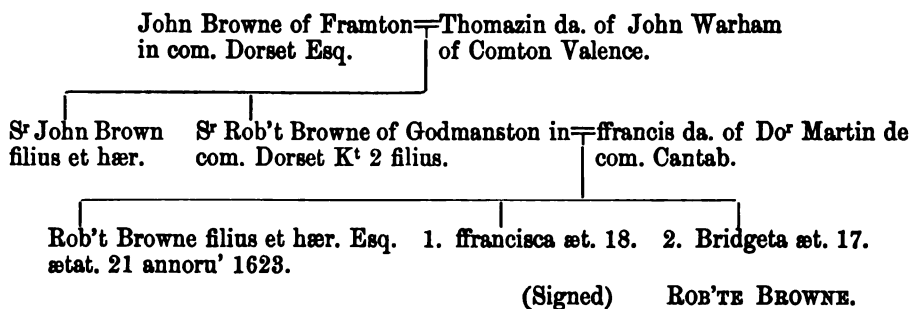 John Browne of Framton=Thomazin da. of John Warham
in com. Dorset Esq. of Comton Valence.
Sʳ John Brown Sʳ Rob't Browne of Godmanston in=ffrancis da. of Doʳ Martin de
filius et hær. com. Dorset Kᵗ 2 filius. com. Cantab.
Rob't Browne filius et hær. Esq. 1. ffrancisca æt. 18. 2. Bridgeta æt. 17.
ætat. 21 annoru' 1623.
(Signed) ROB'TE BROWNE.